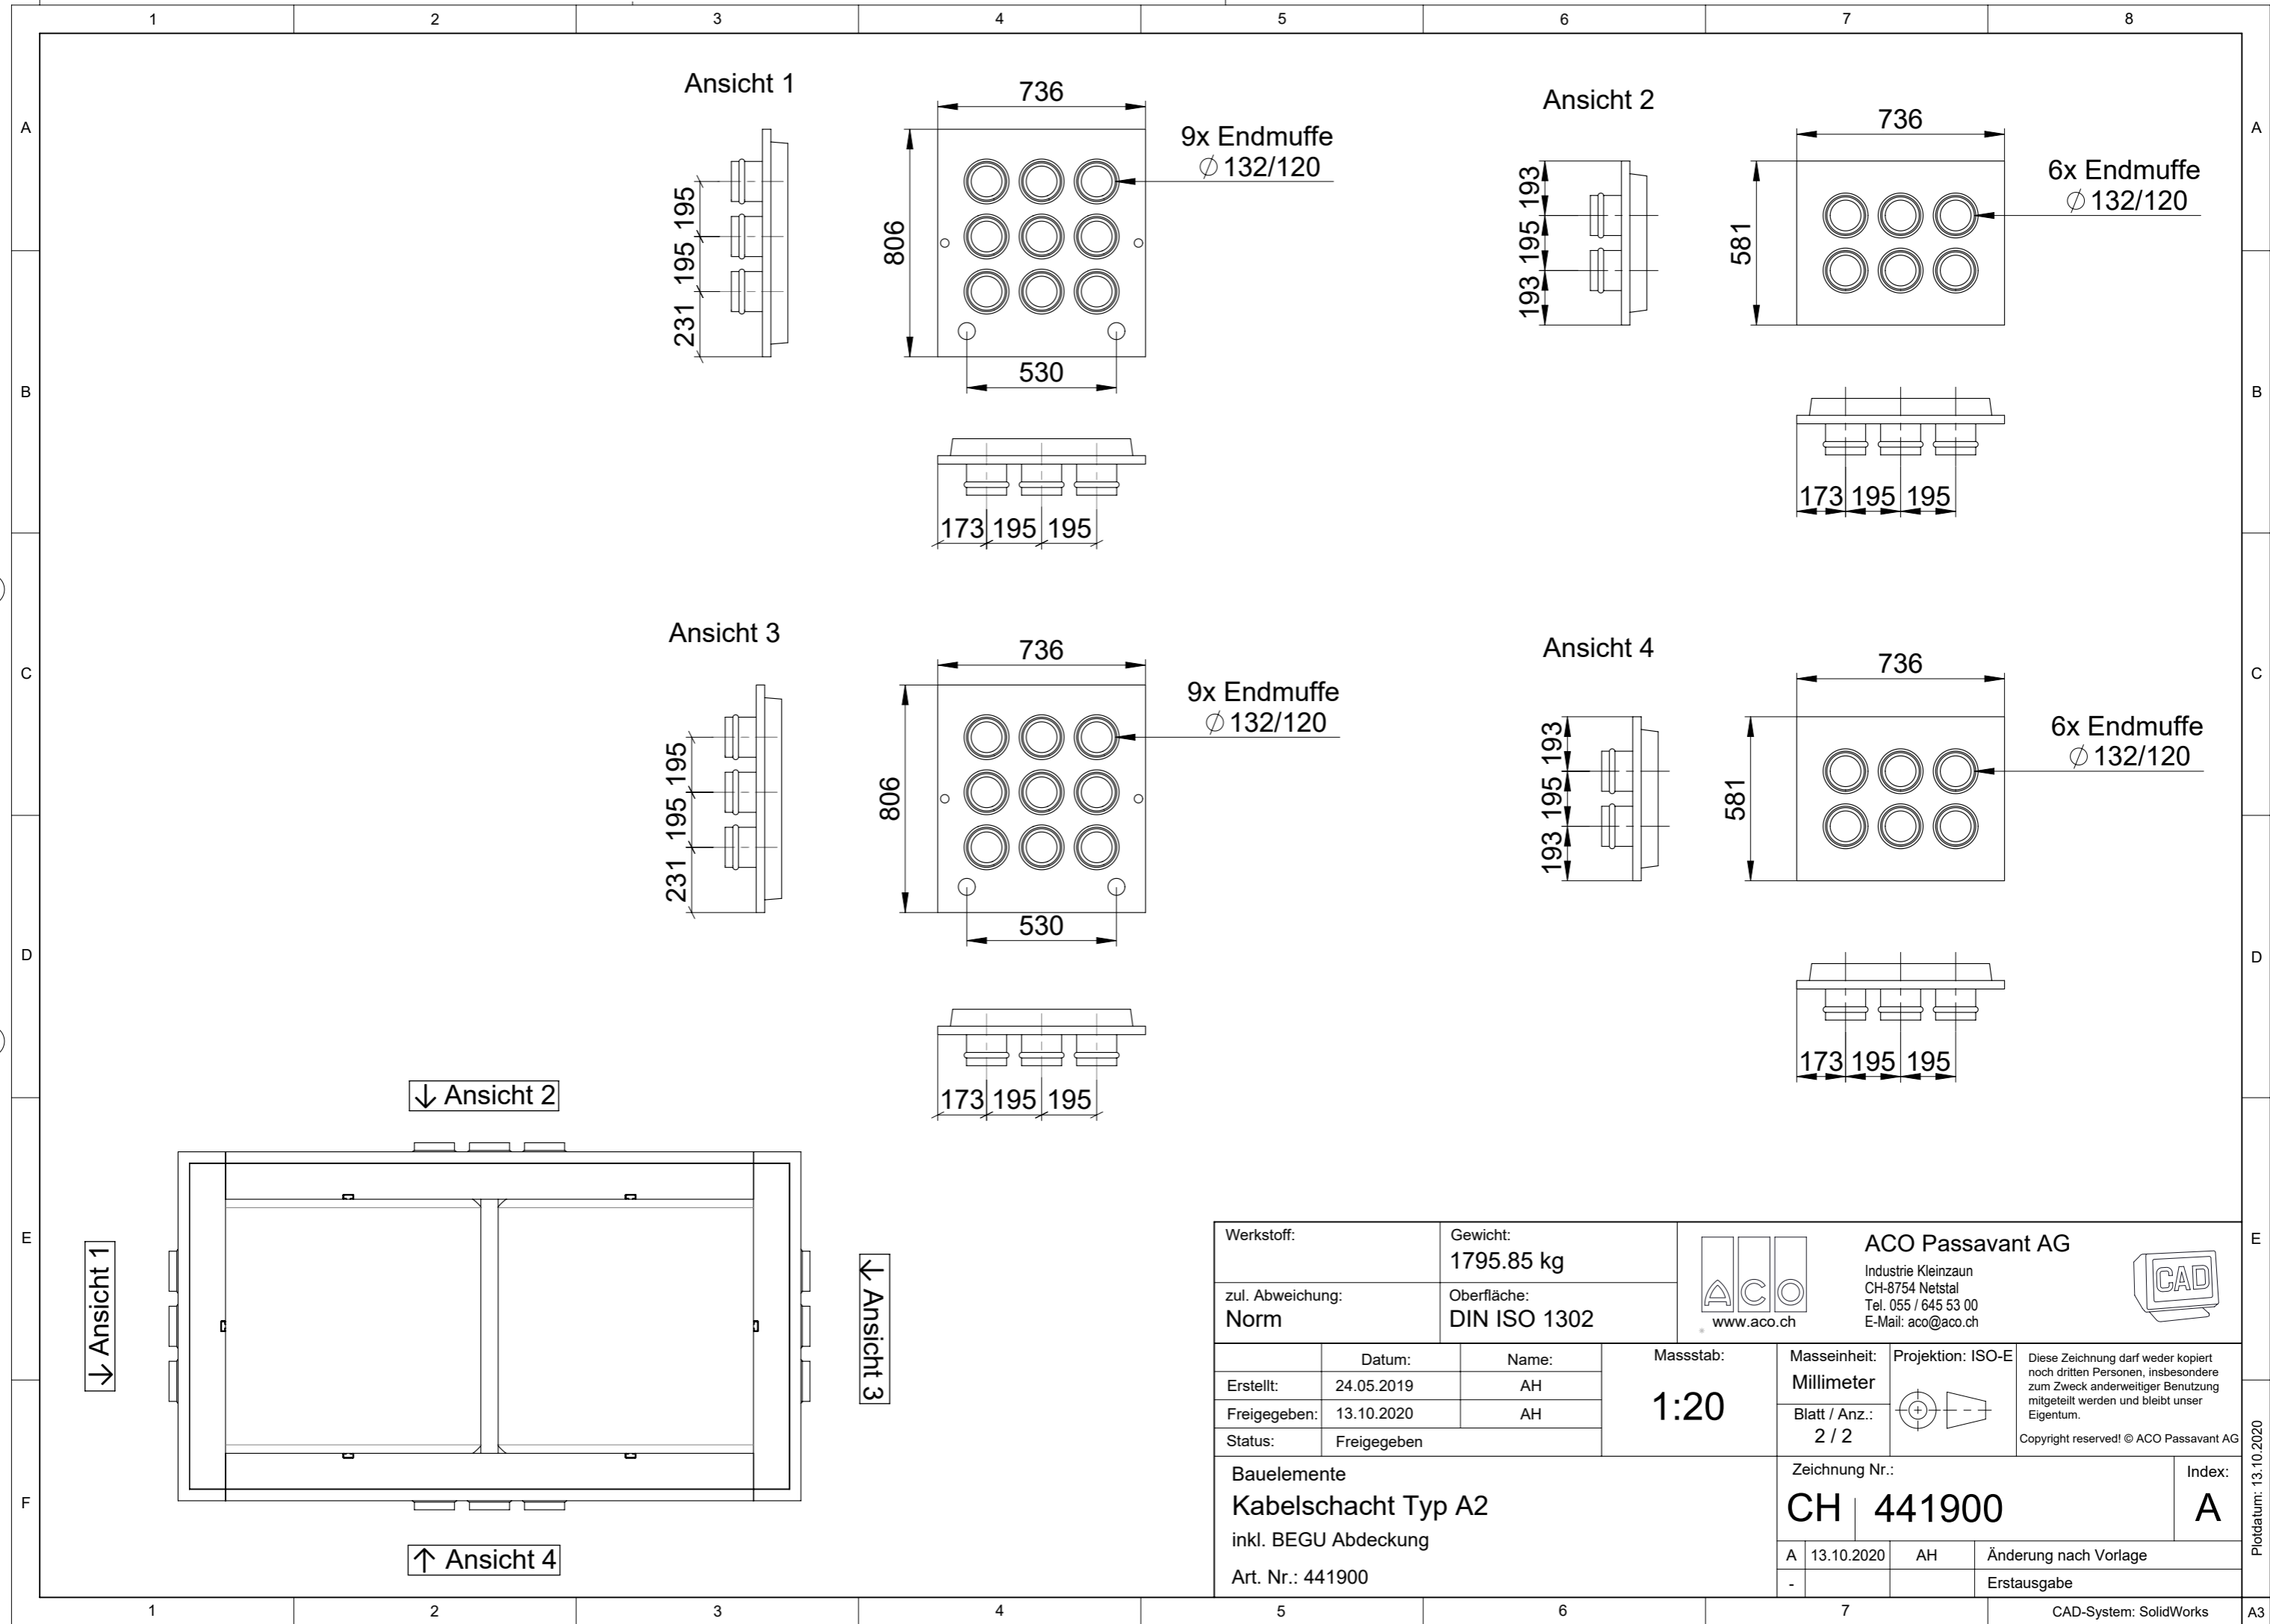 1 2 3 4 5 6 7 8
A
A
B
B
C
C
D
D
E
E
F
Ansicht 1
736
9x Endmuffe
∅ 132/120
806
195
195
231
530
173 195 195
Ansicht 2
736
6x Endmuffe
∅ 132/120
581
193
195
193
173 195 195
Ansicht 3
736
9x Endmuffe
∅ 132/120
806
195
195
231
530
173 195 195
Ansicht 4
736
6x Endmuffe
∅ 132/120
581
193
195
193
173 195 195
↓ Ansicht 2
↓ Ansicht 1
↓ Ansicht 3
↑ Ansicht 4
Werkstoff:
Gewicht:
1795.85 kg
zul. Abweichung:
Norm
Oberfläche:
DIN ISO 1302
ACO
www.aco.ch
ACO Passavant AG
Industrie Kleinzaun
CH-8754 Netstal
Tel. 055 / 645 53 00
E-Mail: aco@aco.ch
CAD
Datum: Name:
Erstellt: 24.05.2019 AH
Freigegeben: 13.10.2020 AH
Status: Freigegeben
Massstab:
1:20
Masseinheit:
Millimeter
Blatt / Anz.:
2 / 2
Projektion: ISO-E
Diese Zeichnung darf weder kopiert
noch dritten Personen, insbesondere
zum Zweck anderweitiger Benutzung
mitgeteilt werden und bleibt unser
Eigentum.
Copyright reserved! © ACO Passavant AG
Bauelemente
Kabelschacht Typ A2
inkl. BEGU Abdeckung
Art. Nr.: 441900
Zeichnung Nr.:
CH 441900
Index:
A
A 13.10.2020 AH Änderung nach Vorlage
- Erstausgabe
Plotdatum: 13.10.2020
1 2 3 4 5 6 7 CAD-System: SolidWorks A3